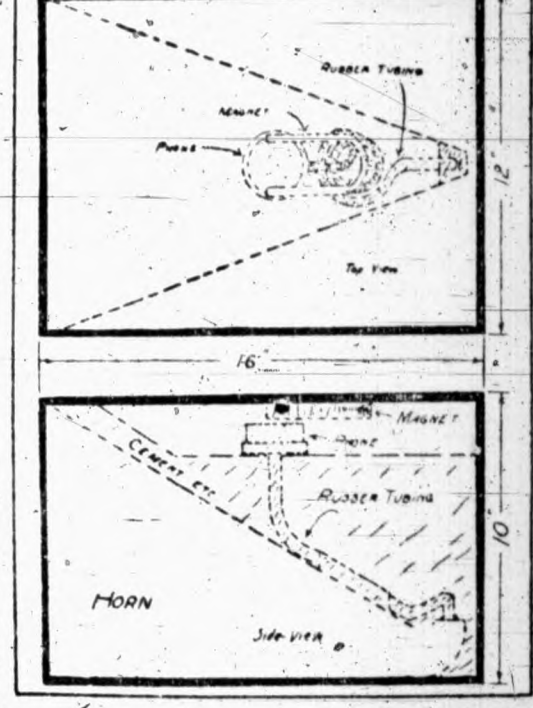 RUBBER TUBING
MAGNET
PHONE
12"
Top View
16"
MAGNET
PHONE
CEMENT ETC
RUBBER TUBING
10"
HORN
Side View